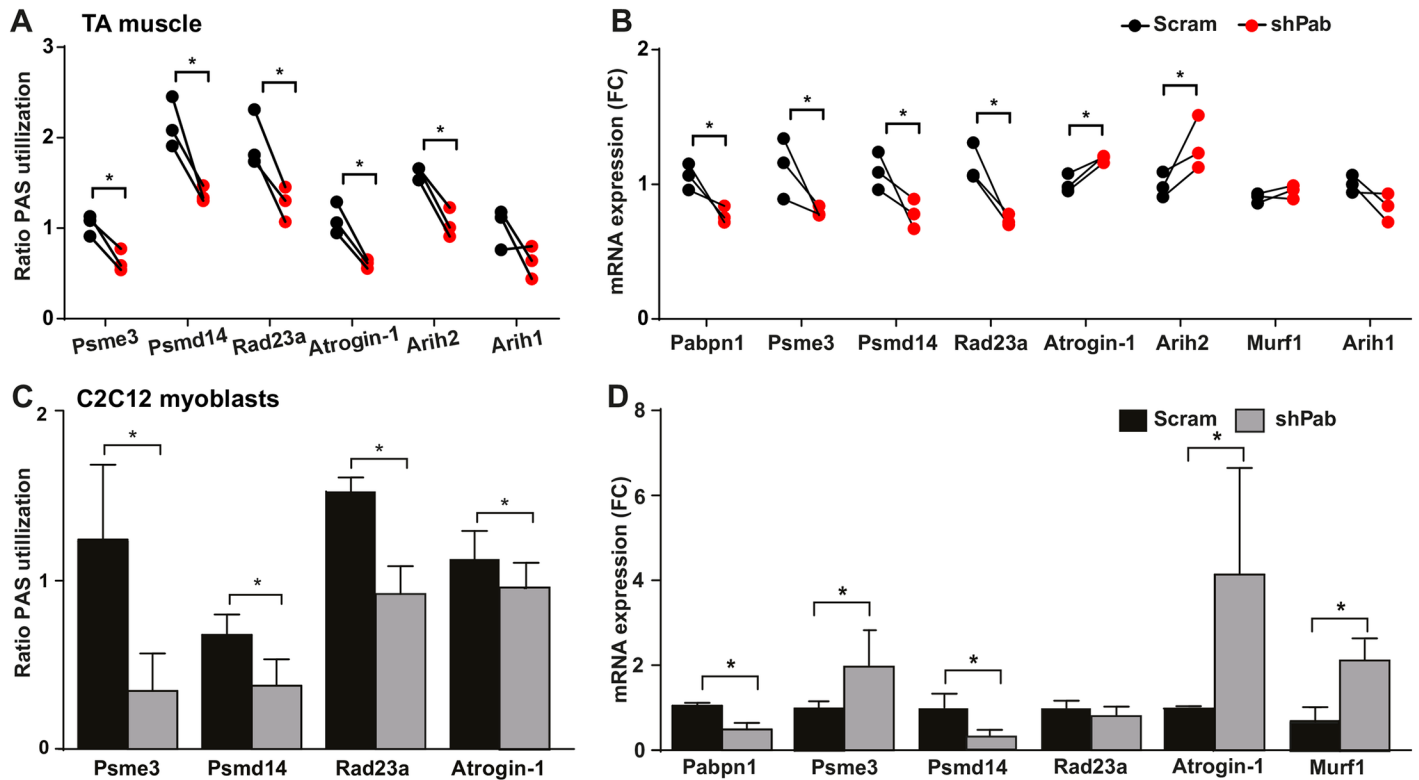 A TA muscle
Ratio PAS utilization
3
2
1
0
* * * * *
Psme3 Psmd14 Rad23a Atrogin-1 Arih2 Arih1
B
Scram shPab
mRNA expression (FC)
2
1
0
* * * * * *
Pabpn1 Psme3 Psmd14 Rad23a Atrogin-1 Arih2 Murf1 Arih1
C C2C12 myoblasts
Ratio PAS utilization
2
1
0
* * * *
Psme3 Psmd14 Rad23a Atrogin-1
D
Scram shPab
mRNA expression (FC)
8
6
4
2
0
* * * * *
Pabpn1 Psme3 Psmd14 Rad23a Atrogin-1 Murf1